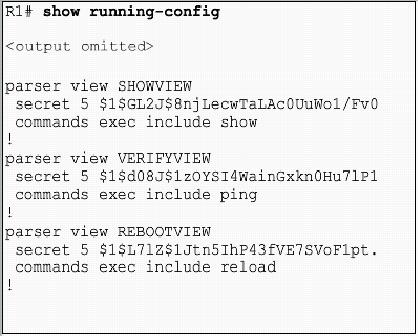 R1# show running-config
<output omitted>
parser view SHOWVIEW
secret 5 $1$GL2J$8njLecwTaLAc0UuWo1/Fv0
commands exec include show
!
parser view VERIFYVIEW
secret 5 $1$d08J$1zOYSI4WainGxkn0Hu7lP1
commands exec include ping
!
parser view REBOOTVIEW
secret 5 $1$L7lZ$1Jtn5IhP43fVE7SVoF1pt.
commands exec include reload
!